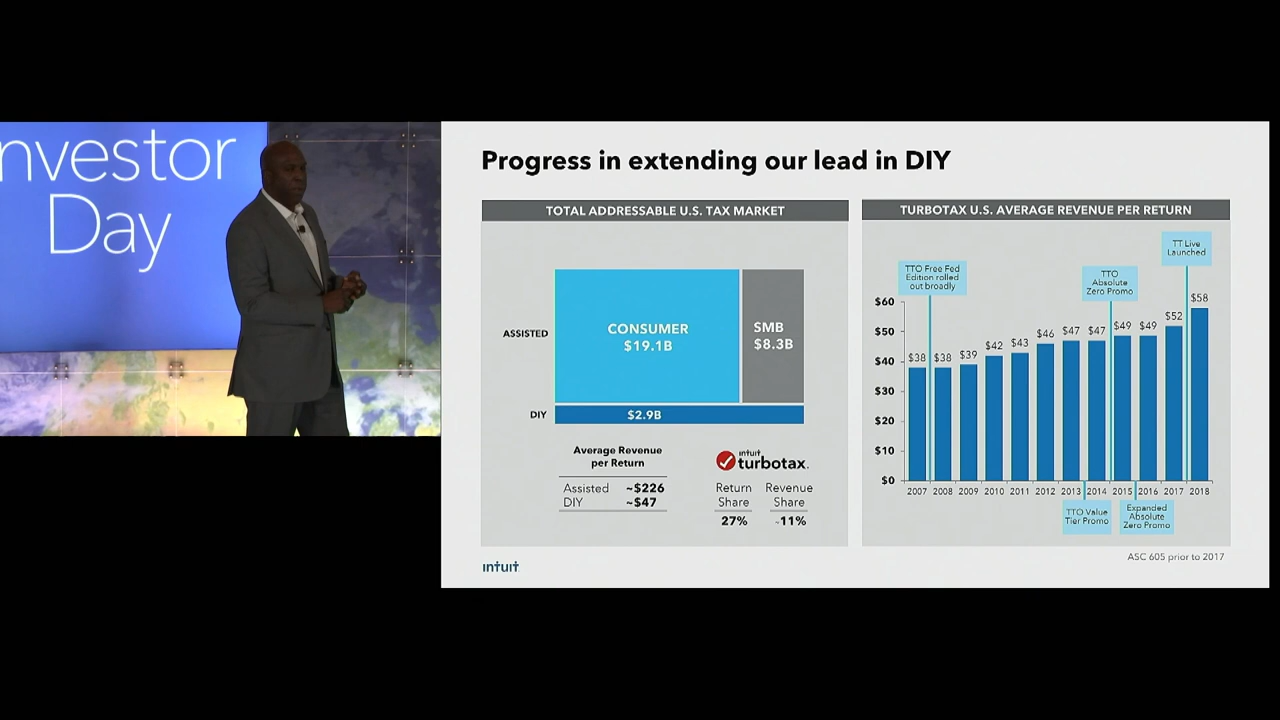 nvestor
Day
Progress in extending our lead in DIY
TOTAL ADDRESSABLE U.S. TAX MARKET
ASSISTED
CONSUMER
$19.1B
SMB
$8.3B
DIY
$2.9B
Average Revenue
per Return
Assisted ~$226
DIY ~$47
intuit
turbotax.
Return Revenue
Share Share
27% ~11%
TURBOTAX U.S. AVERAGE REVENUE PER RETURN
TT Live
Launched
TTO Free Fed
Edition rolled
out broadly
TTO
Absolute
Zero Promo
$60
$50
$40
$30
$20
$10
$0
$38 $38 $39 $42 $43 $46 $47 $47 $49 $49 $52 $58
2007 2008 2009 2010 2011 2012 2013 2014 2015 2016 2017 2018
TTO Value
Tier Promo
Expanded
Absolute
Zero Promo
ASC 605 prior to 2017
intuit